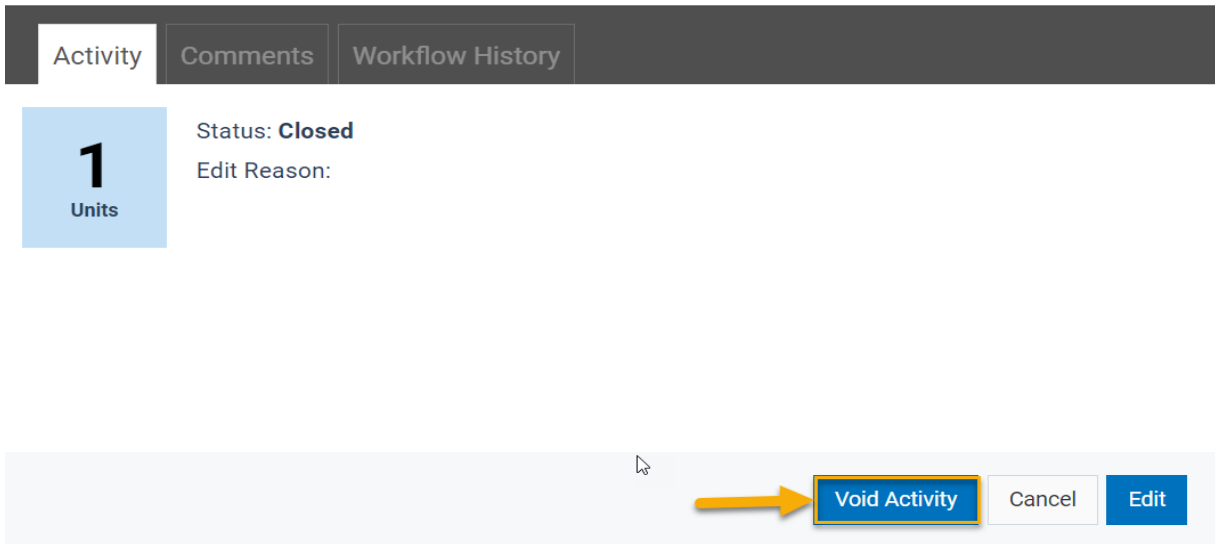 Activity Comments Workflow History
1
Units
Status: Closed
Edit Reason:
Void Activity Cancel Edit